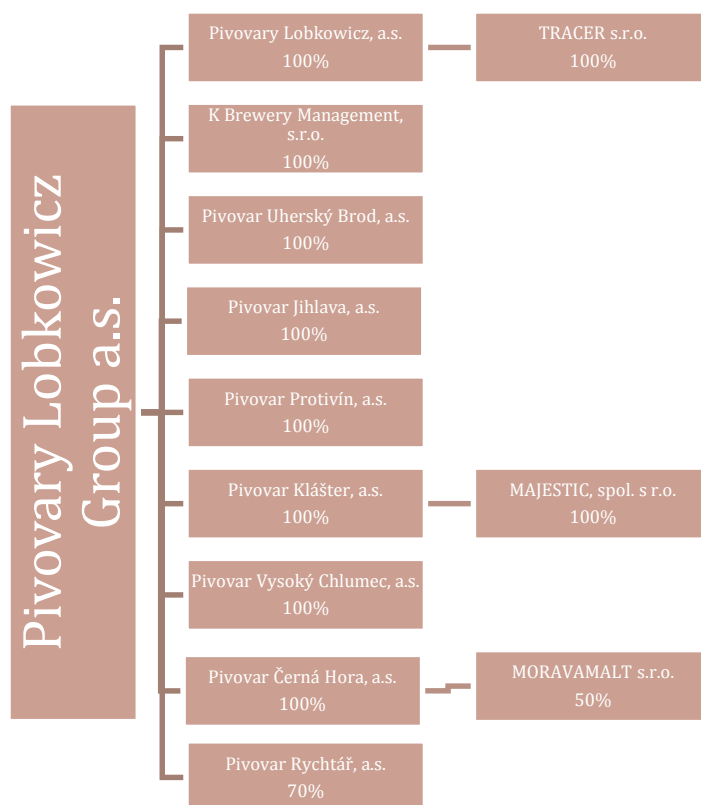 Pivovary Lobkowicz
Group a.s.
Pivovary Lobkowicz, a.s.
100%
TRACER s.r.o.
100%
K Brewery Management,
s.r.o.
100%
Pivovar Uherský Brod, a.s.
100%
Pivovar Jihlava, a.s.
100%
Pivovar Protivín, a.s.
100%
Pivovar Klášter, a.s.
100%
MAJESTIC, spol. s r.o.
100%
Pivovar Vysoký Chlumec, a.s.
100%
Pivovar Černá Hora, a.s.
100%
MORAVAMALT s.r.o.
50%
Pivovar Rychtář, a.s.
70%